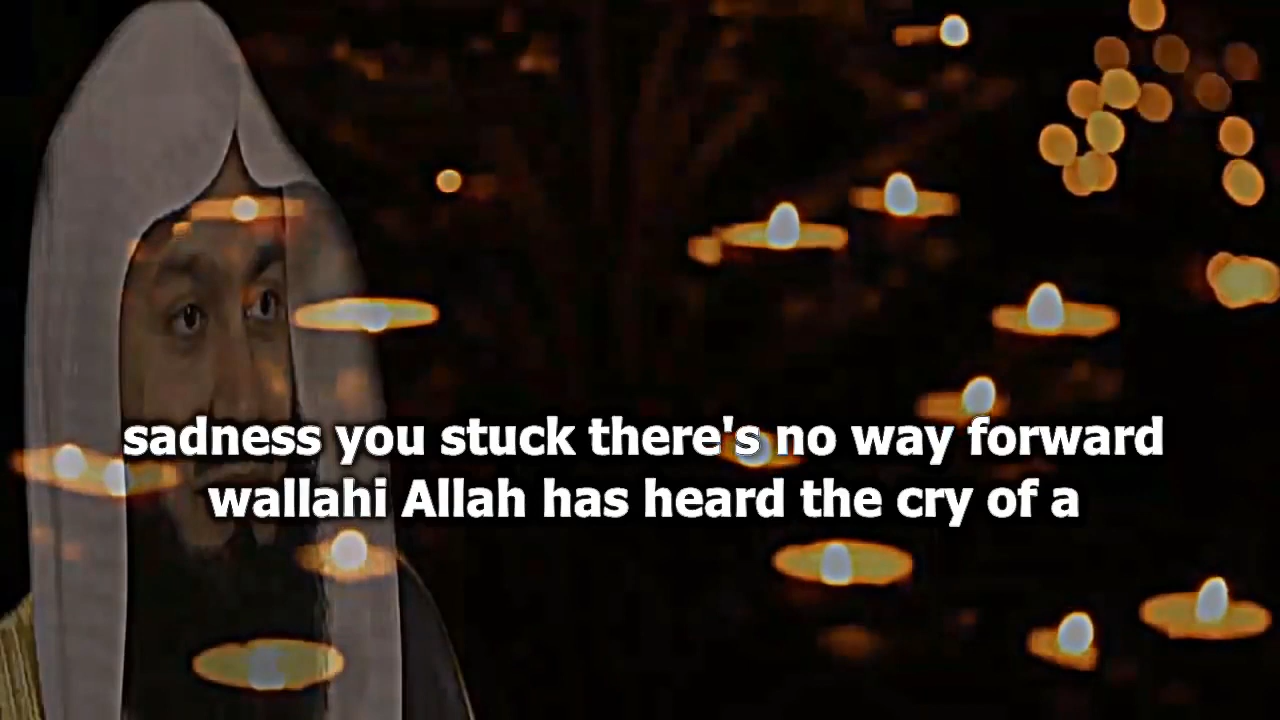 sadness you stuck there's no way forward
wallahi Allah has heard the cry of a